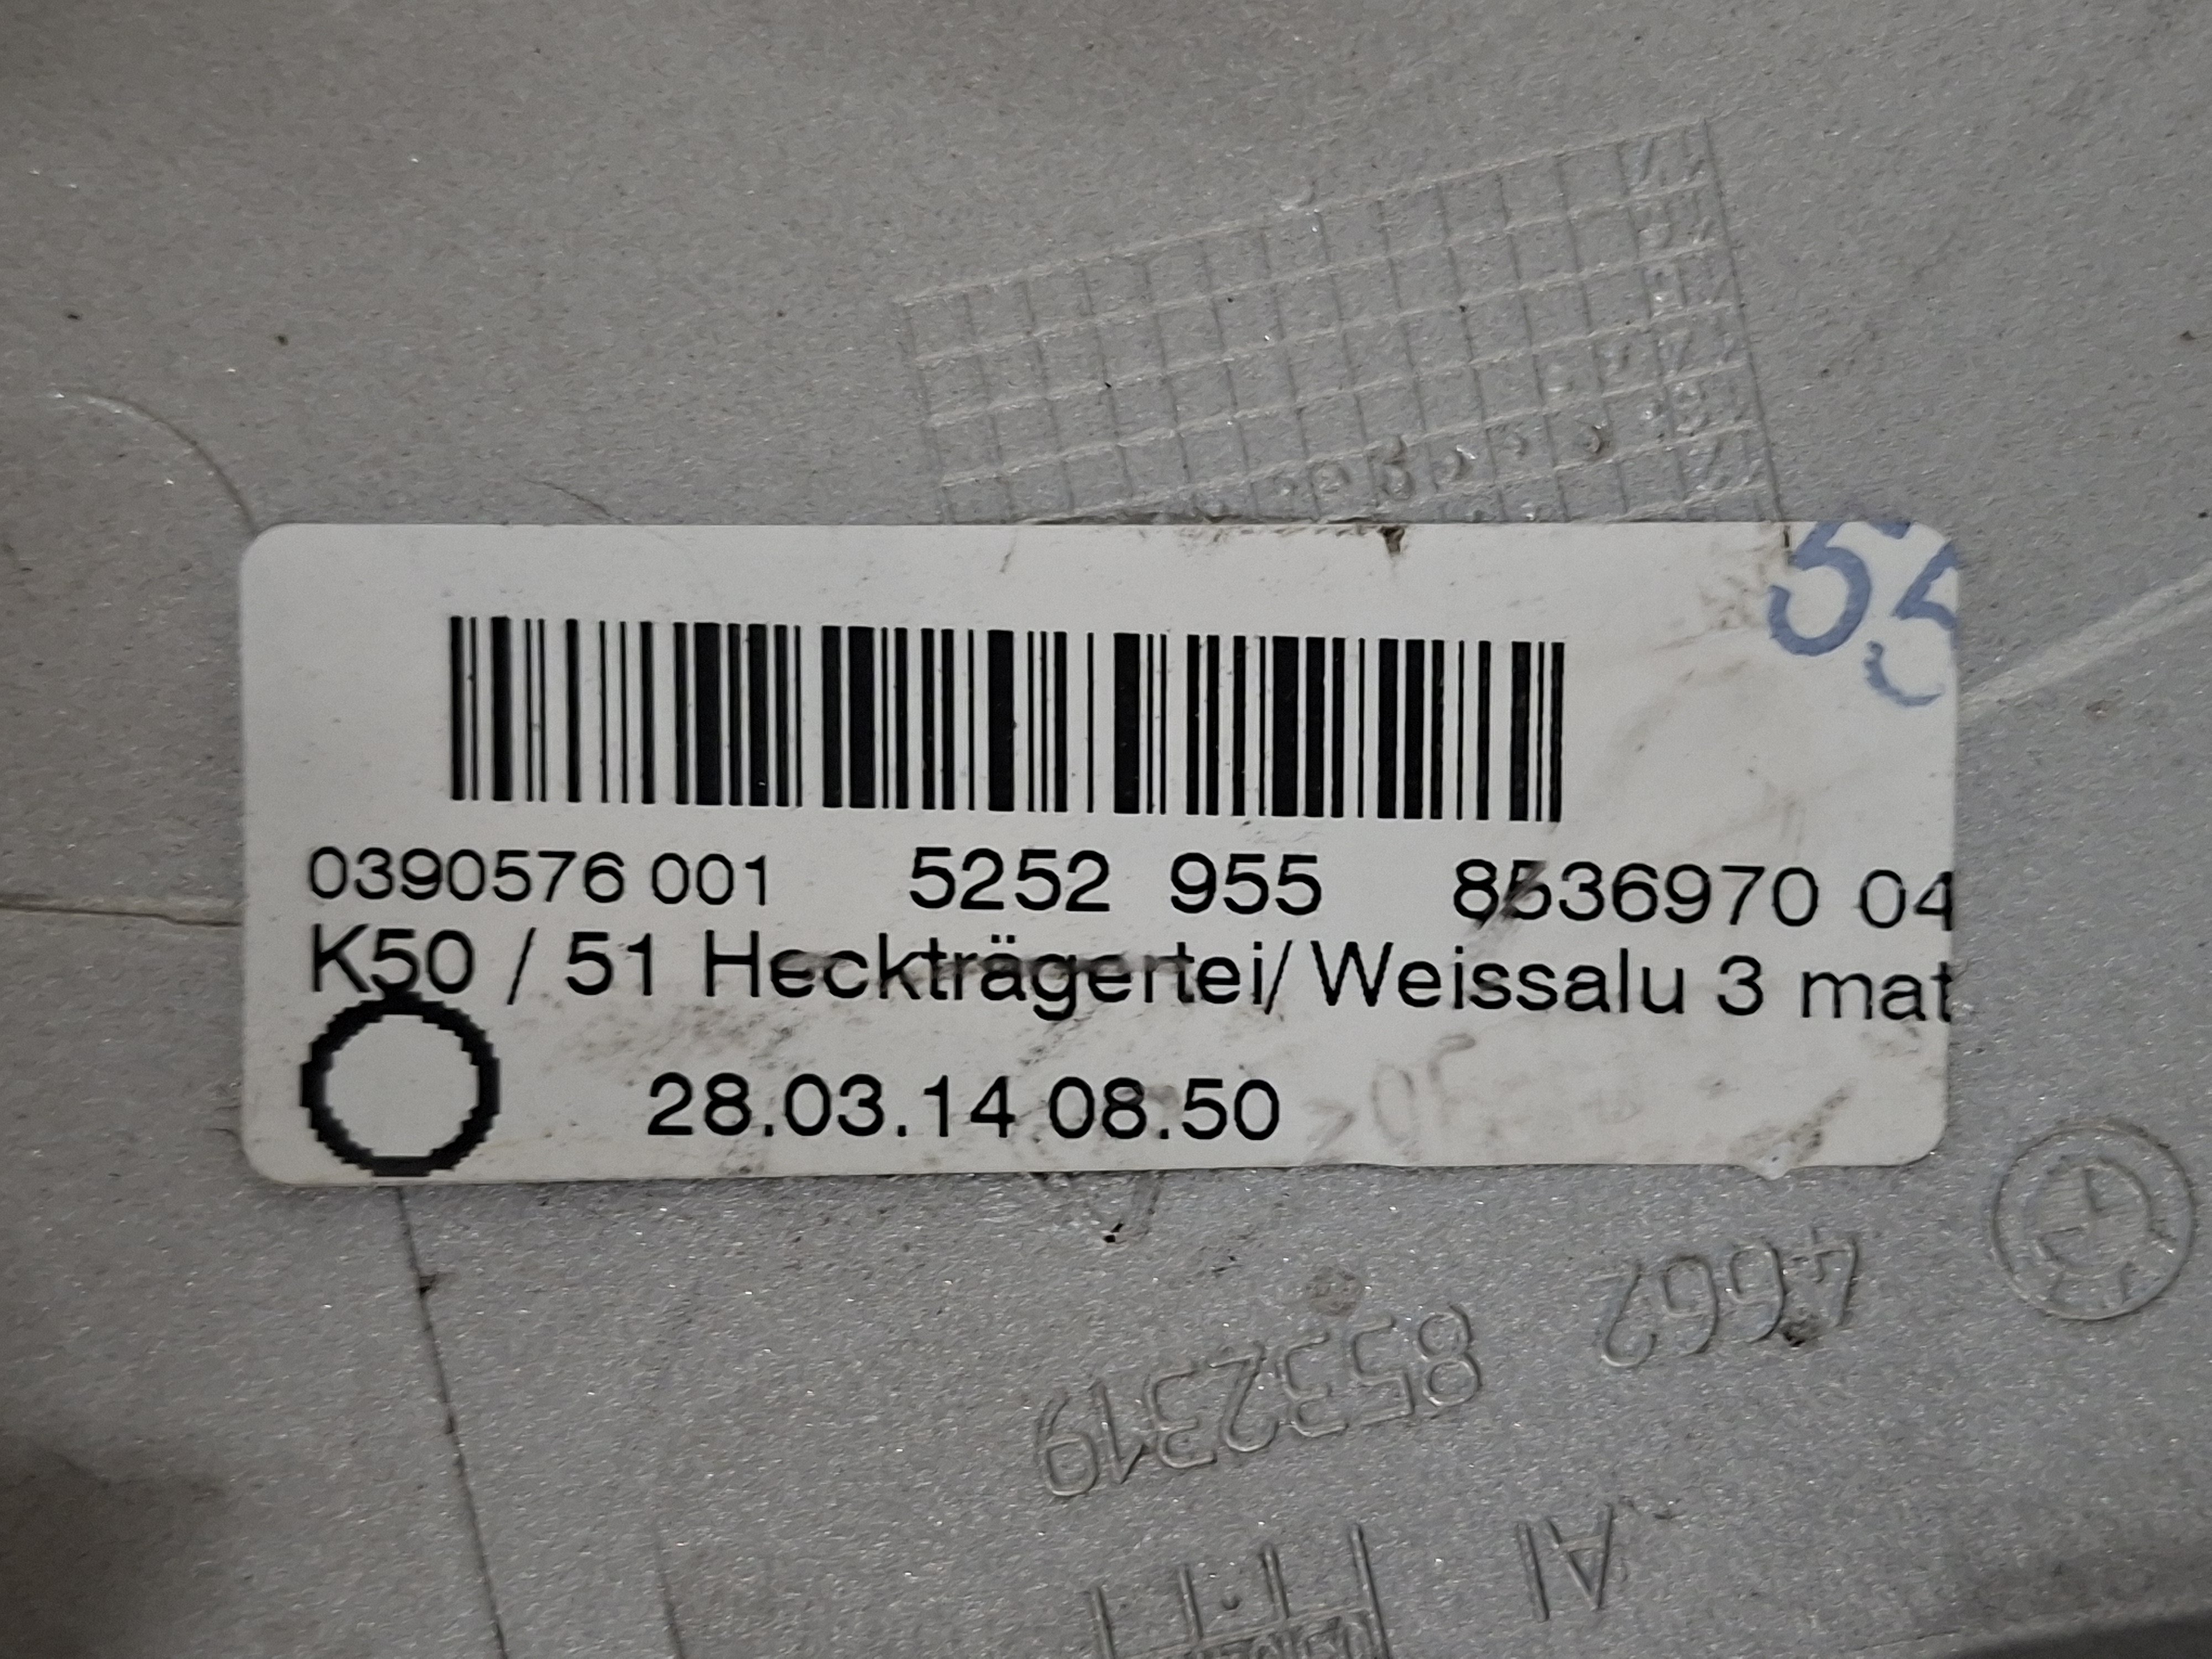 55
0390576 001 5252 955 8536970 04
K50 / 51 Heckträgertei/ Weissalu 3 mat
28.03.14 08.50
4662
8532319